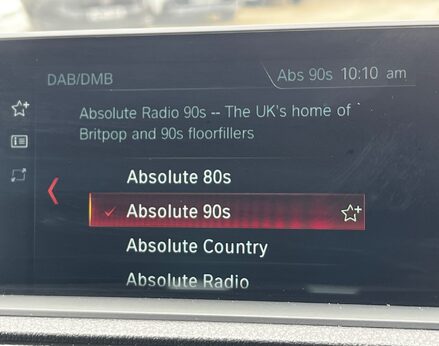 DAB/DMB
Abs 90s 10:10 am
Absolute Radio 90s -- The UK's home of
Britpop and 90s floorfillers
Absolute 80s
Absolute 90s
Absolute Country
Absolute Radio